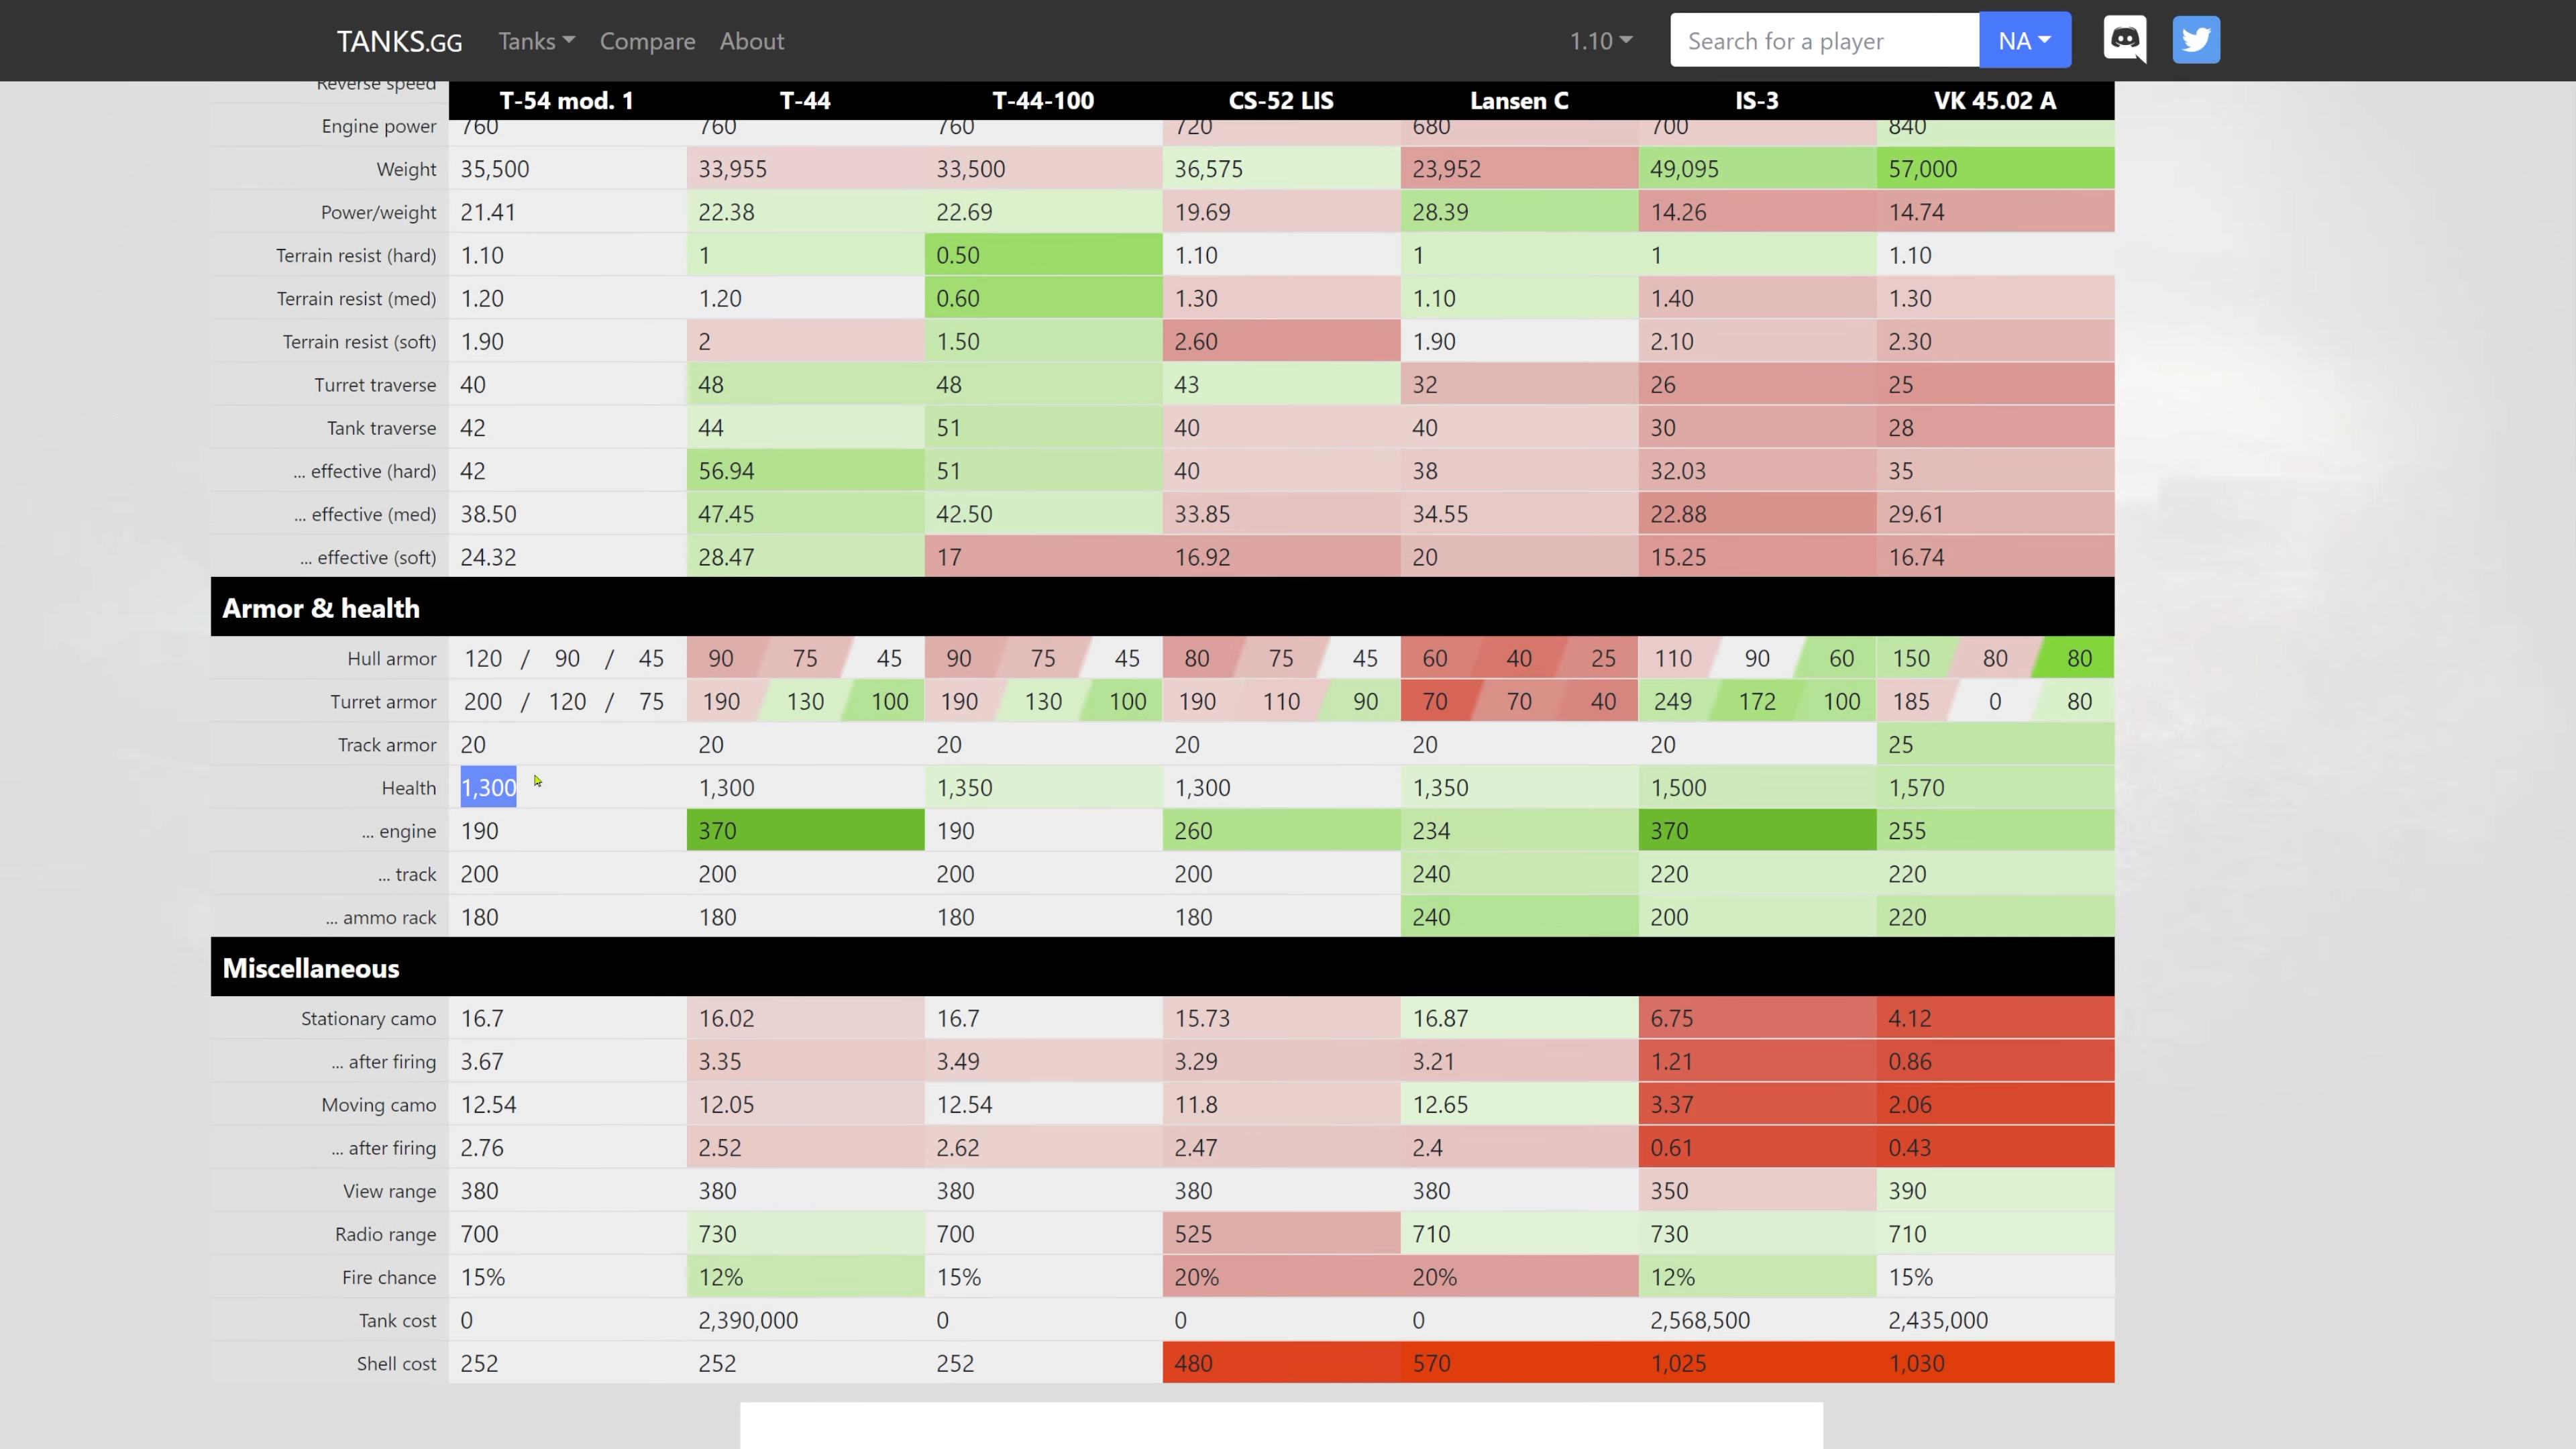 TANKS.GG Tanks Compare About 1.10 Search for a player NA
Reverse speed T-54 mod. 1 T-44 T-44-100 CS-52 LIS Lansen C IS-3 VK 45.02 A
Engine power 760 760 760 720 680 700 840
Weight 35,500 33,955 33,500 36,575 23,952 49,095 57,000
Power/weight 21.41 22.38 22.69 19.69 28.39 14.26 14.74
Terrain resist (hard) 1.10 1 0.50 1.10 1 1 1.10
Terrain resist (med) 1.20 1.20 0.60 1.30 1.10 1.40 1.30
Terrain resist (soft) 1.90 2 1.50 2.60 1.90 2.10 2.30
Turret traverse 40 48 48 43 32 26 25
Tank traverse 42 44 51 40 40 30 28
... effective (hard) 42 56.94 51 40 38 32.03 35
... effective (med) 38.50 47.45 42.50 33.85 34.55 22.88 29.61
... effective (soft) 24.32 28.47 17 16.92 20 15.25 16.74
Armor & health
Hull armor 120 / 90 / 45 90 75 45 90 75 45 80 75 45 60 40 25 110 90 60 150 80 80
Turret armor 200 / 120 / 75 190 130 100 190 130 100 190 110 90 70 70 40 249 172 100 185 0 80
Track armor 20 20 20 20 20 20 25
Health 1,300 1,300 1,350 1,300 1,350 1,500 1,570
... engine 190 370 190 260 234 370 255
... track 200 200 200 200 240 220 220
... ammo rack 180 180 180 180 240 200 220
Miscellaneous
Stationary camo 16.7 16.02 16.7 15.73 16.87 6.75 4.12
... after firing 3.67 3.35 3.49 3.29 3.21 1.21 0.86
Moving camo 12.54 12.05 12.54 11.8 12.65 3.37 2.06
... after firing 2.76 2.52 2.62 2.47 2.4 0.61 0.43
View range 380 380 380 380 380 350 390
Radio range 700 730 700 525 710 730 710
Fire chance 15% 12% 15% 20% 20% 12% 15%
Tank cost 0 2,390,000 0 0 0 2,568,500 2,435,000
Shell cost 252 252 252 480 570 1,025 1,030